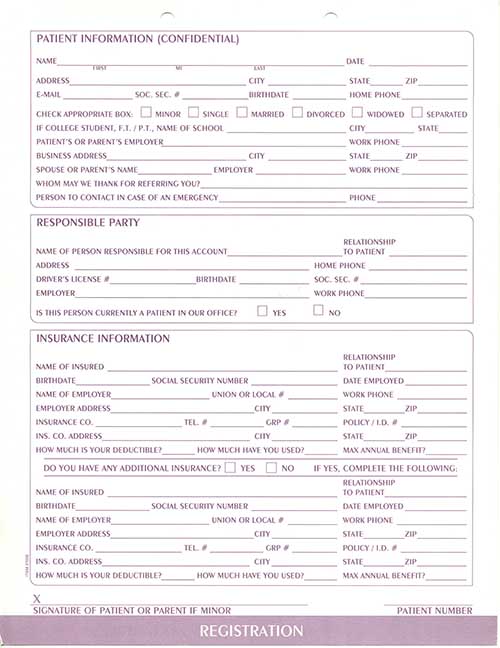 PATIENT INFORMATION (CONFIDENTIAL)
NAME DATE
FIRST MI LAST
ADDRESS CITY STATE ZIP
E-MAIL SOC. SEC. # BIRTHDATE HOME PHONE
CHECK APPROPRIATE BOX: MINOR SINGLE MARRIED DIVORCED WIDOWED SEPARATED
IF COLLEGE STUDENT, F.T. / P.T., NAME OF SCHOOL CITY STATE
PATIENT'S OR PARENT'S EMPLOYER WORK PHONE
BUSINESS ADDRESS CITY STATE ZIP
SPOUSE OR PARENT'S NAME EMPLOYER WORK PHONE
WHOM MAY WE THANK FOR REFERRING YOU?
PERSON TO CONTACT IN CASE OF AN EMERGENCY PHONE
RESPONSIBLE PARTY
NAME OF PERSON RESPONSIBLE FOR THIS ACCOUNT RELATIONSHIP TO PATIENT
ADDRESS HOME PHONE
DRIVER'S LICENSE # BIRTHDATE SOC. SEC. #
EMPLOYER WORK PHONE
IS THIS PERSON CURRENTLY A PATIENT IN OUR OFFICE? YES NO
INSURANCE INFORMATION
NAME OF INSURED RELATIONSHIP TO PATIENT
BIRTHDATE SOCIAL SECURITY NUMBER DATE EMPLOYED
NAME OF EMPLOYER UNION OR LOCAL # WORK PHONE
EMPLOYER ADDRESS CITY STATE ZIP
INSURANCE CO. TEL. # GRP # POLICY / I.D. #
INS. CO. ADDRESS CITY STATE ZIP
HOW MUCH IS YOUR DEDUCTIBLE? HOW MUCH HAVE YOU USED? MAX ANNUAL BENEFIT?
DO YOU HAVE ANY ADDITIONAL INSURANCE? YES NO IF YES, COMPLETE THE FOLLOWING:
NAME OF INSURED RELATIONSHIP TO PATIENT
BIRTHDATE SOCIAL SECURITY NUMBER DATE EMPLOYED
NAME OF EMPLOYER UNION OR LOCAL # WORK PHONE
EMPLOYER ADDRESS CITY STATE ZIP
INSURANCE CO. TEL. # GRP # POLICY / I.D. #
INS. CO. ADDRESS CITY STATE ZIP
HOW MUCH IS YOUR DEDUCTIBLE? HOW MUCH HAVE YOU USED? MAX ANNUAL BENEFIT?
X
SIGNATURE OF PATIENT OR PARENT IF MINOR PATIENT NUMBER
REGISTRATION